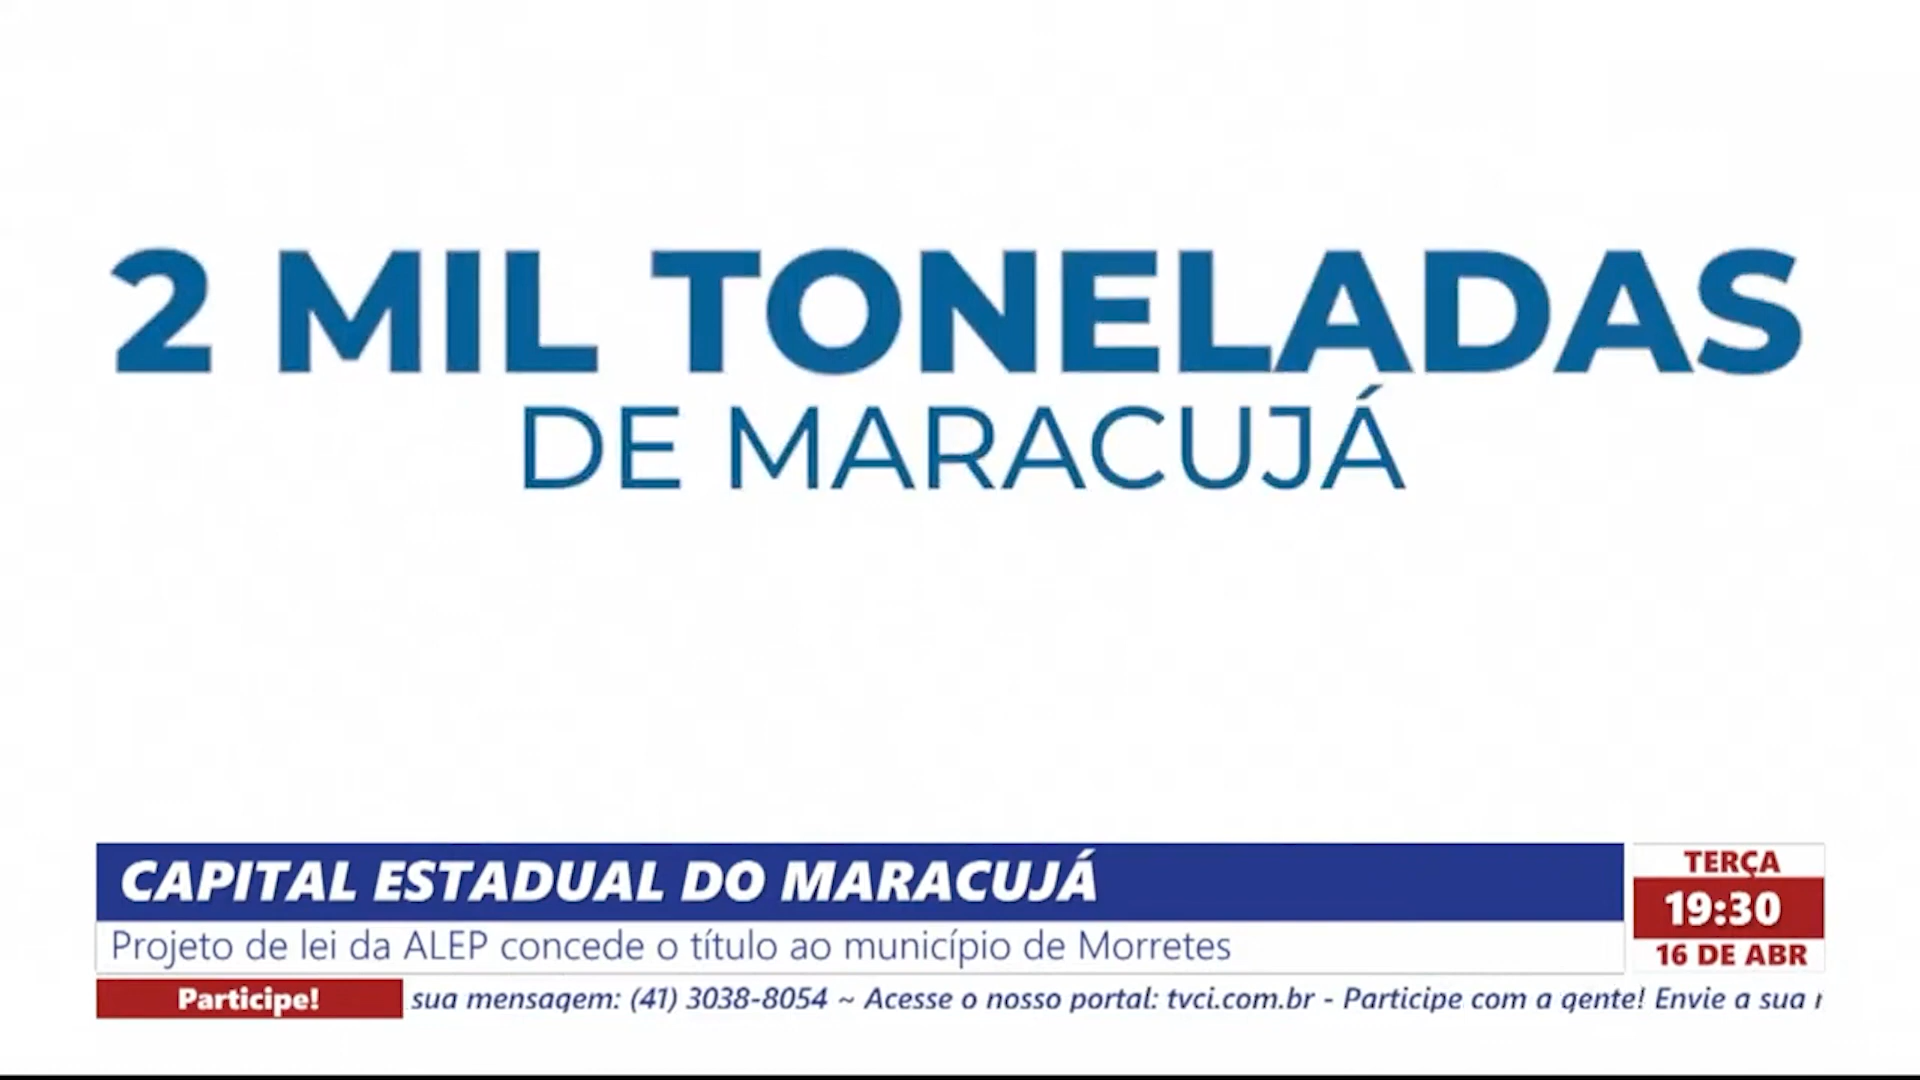 2 MIL TONELADAS
DE MARACUJÁ
CAPITAL ESTADUAL DO MARACUJÁ
Projeto de lei da ALEP concede o título ao município de Morretes
TERÇA
19:30
16 DE ABR
Participe!
sua mensagem: (41) 3038-8054 ~ Acesse o nosso portal: tvci.com.br - Participe com a gente! Envie a sua